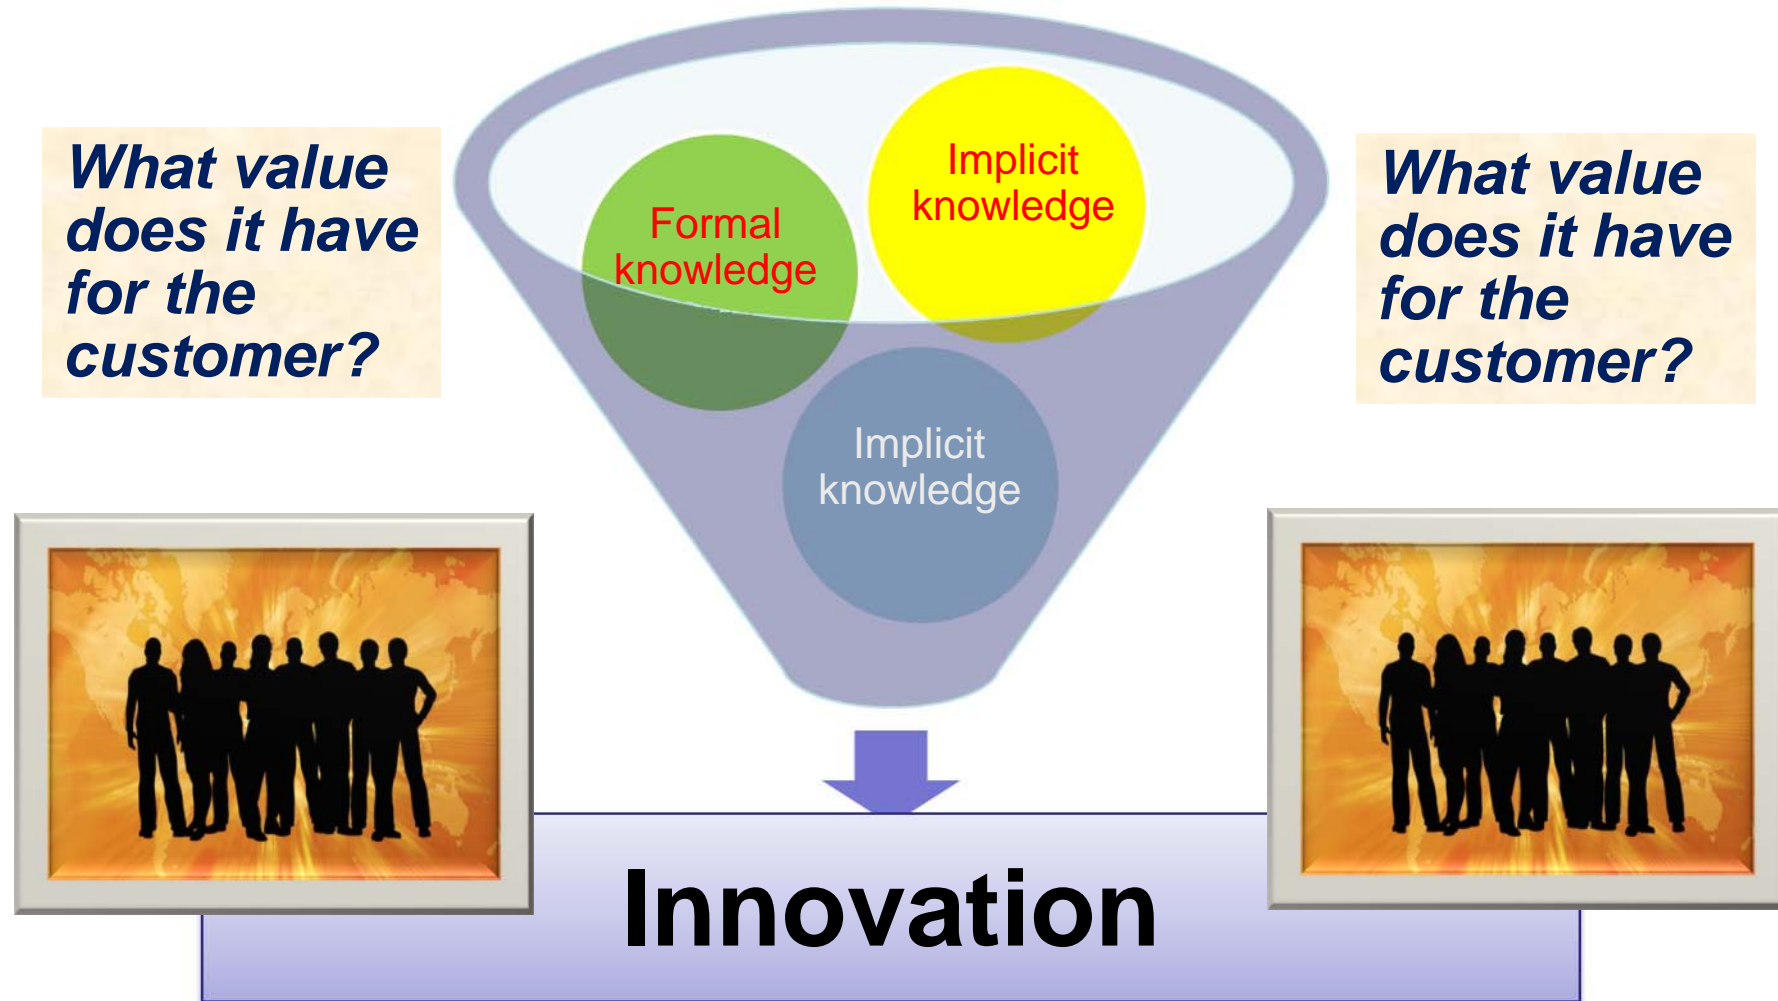 What value
does it have
for the
customer?
Formal
knowledge
Implicit
knowledge
Implicit
knowledge
What value
does it have
for the
customer?
Innovation